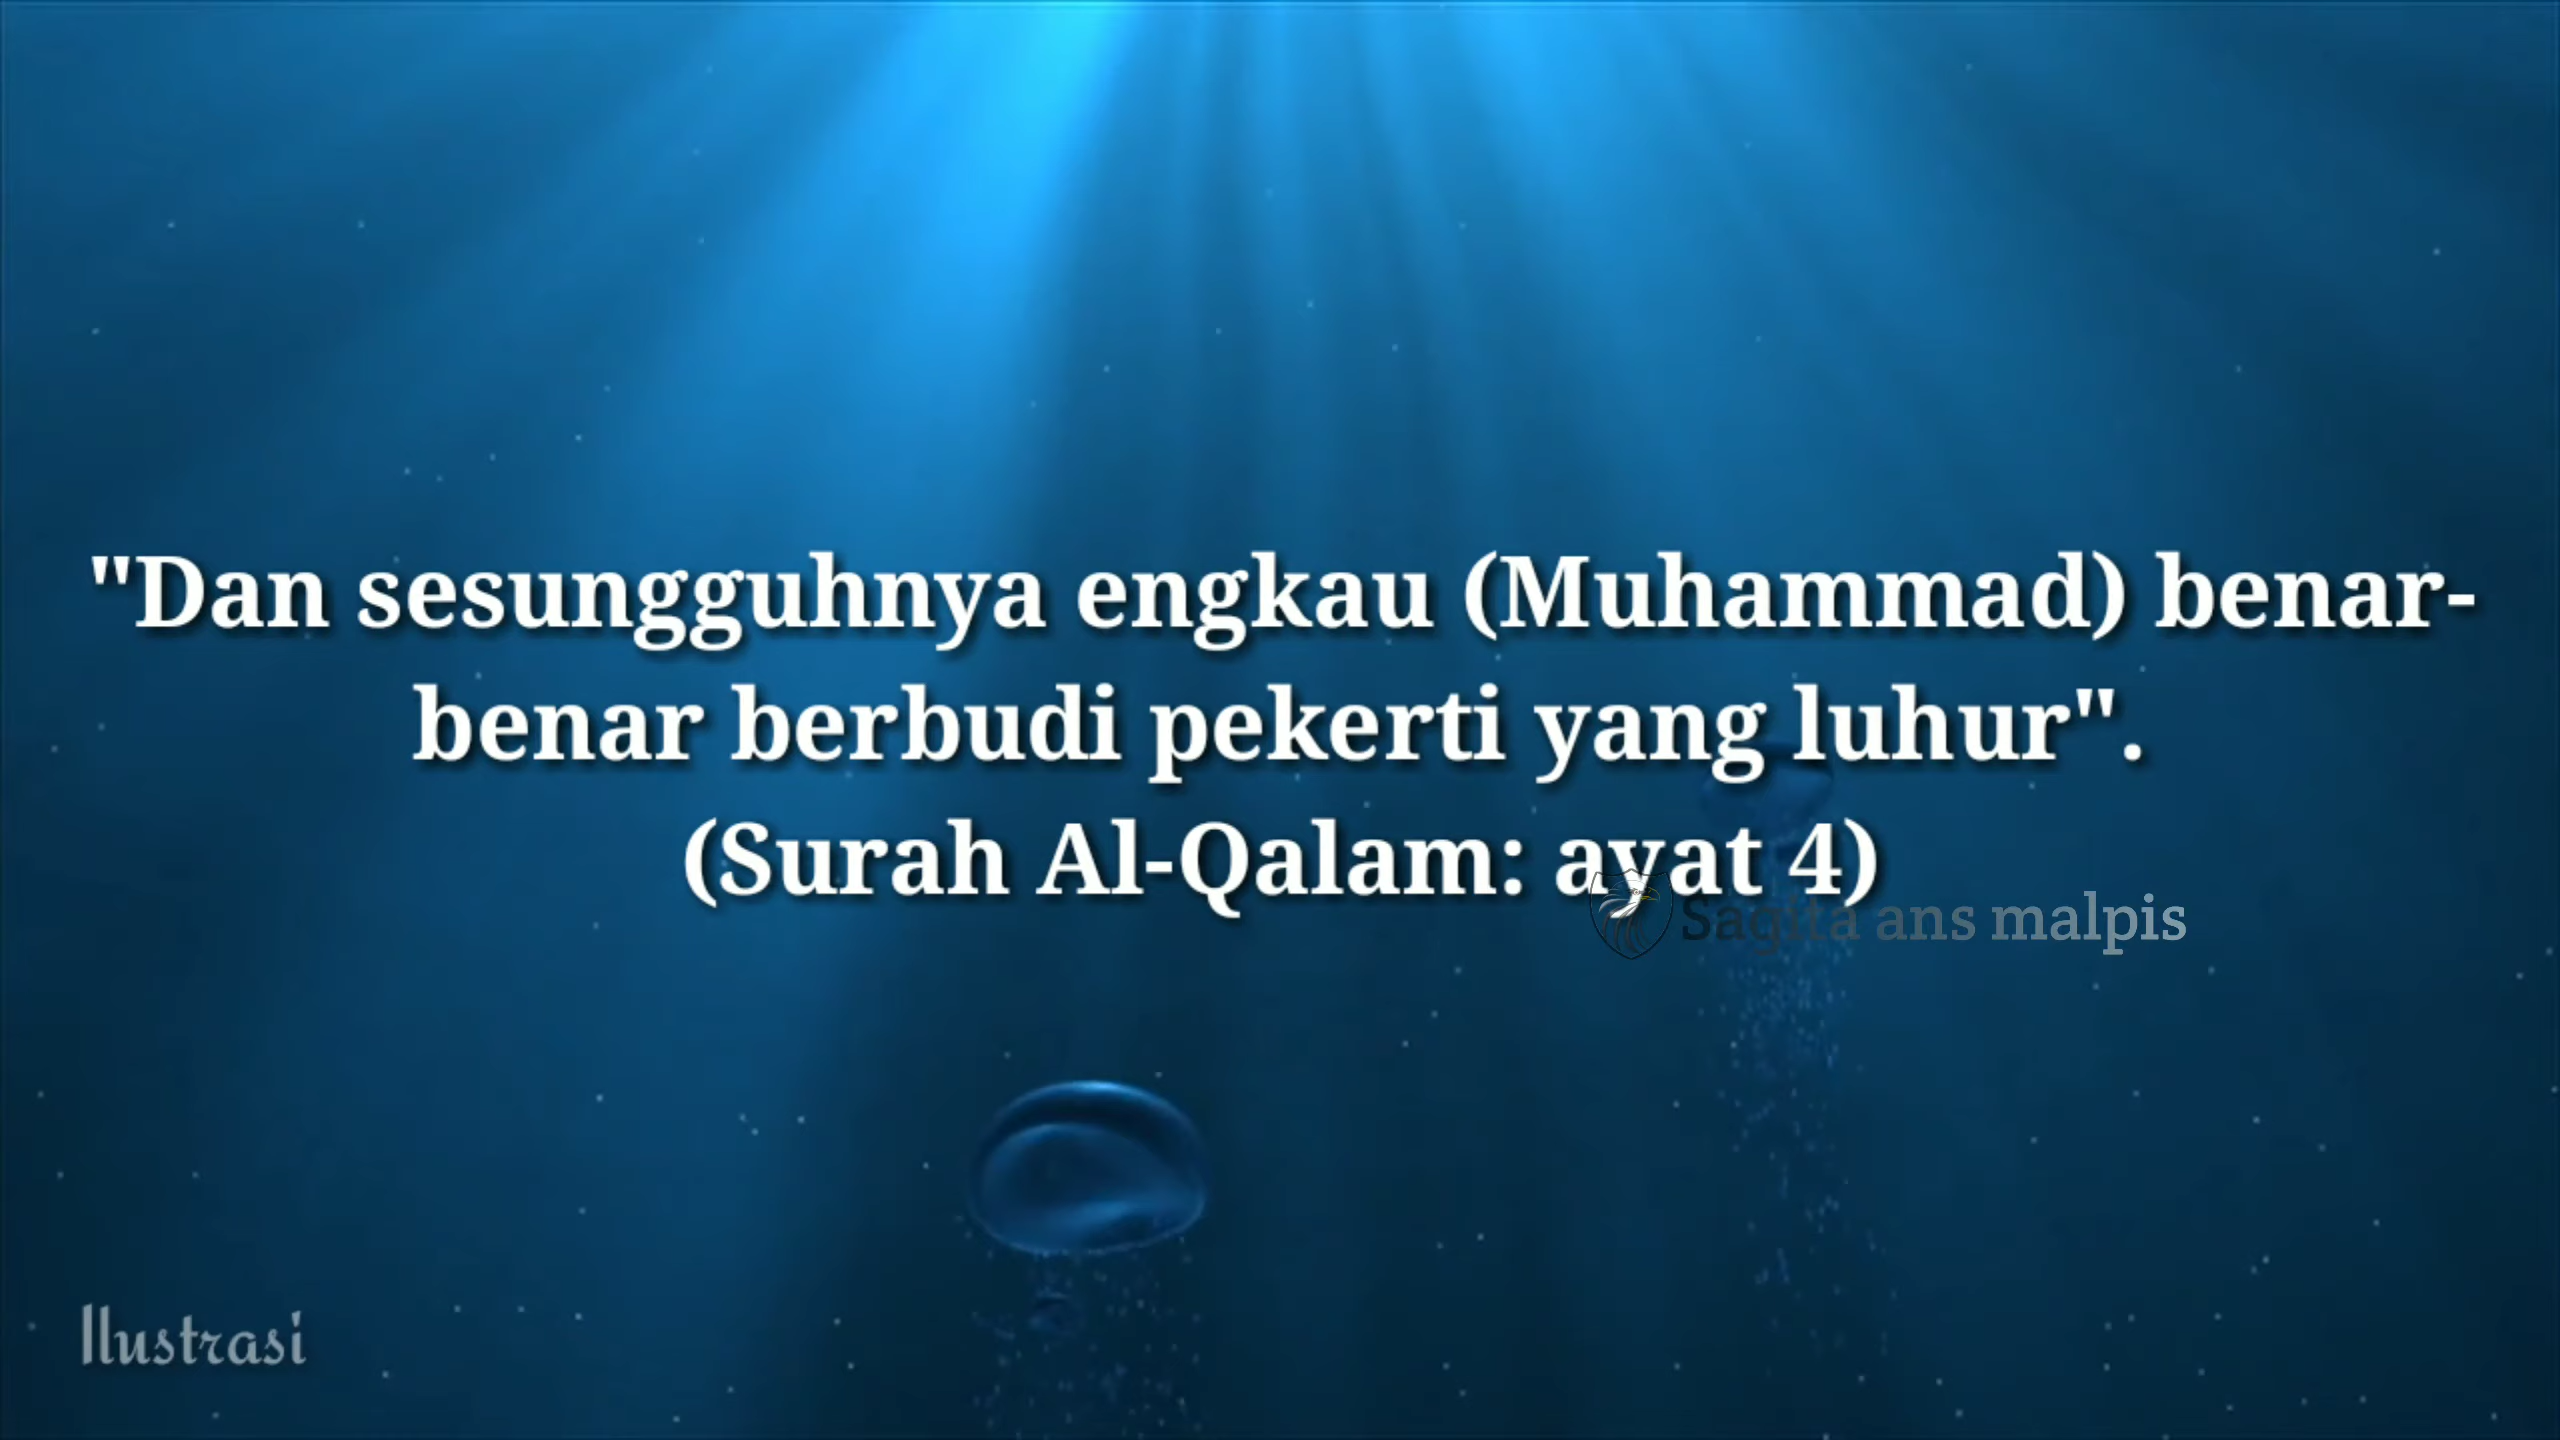 "Dan sesungguhnya engkau (Muhammad) benar-
benar berbudi pekerti yang luhur".
(Surah Al-Qalam: ayat 4)
Sagita ans malpis
Ilustrasi